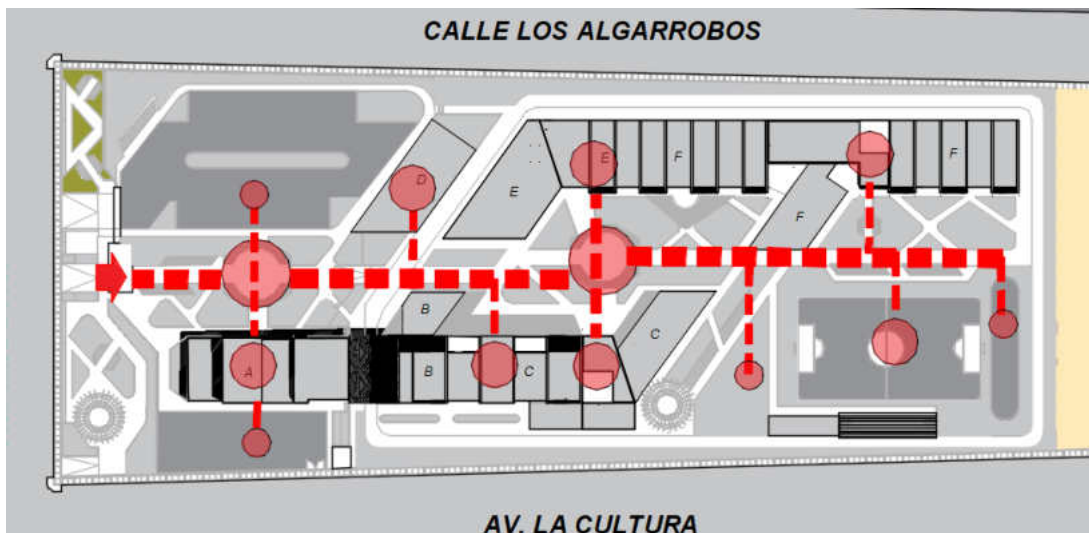 CALLE LOS ALGARROBOS
E F F
D E
F
B
C
A B C
AV. LA CULTURA